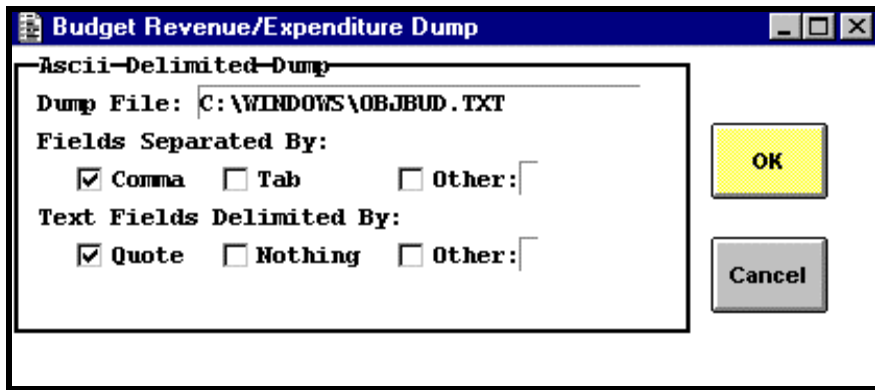 Budget Revenue/Expenditure Dump
Ascii Delimited Dump
Dump File: C:\WINDOWS\OBJBUD.TXT
Fields Separated By:
Comma Tab Other:
OK
Text Fields Delimited By:
Quote Nothing Other:
Cancel